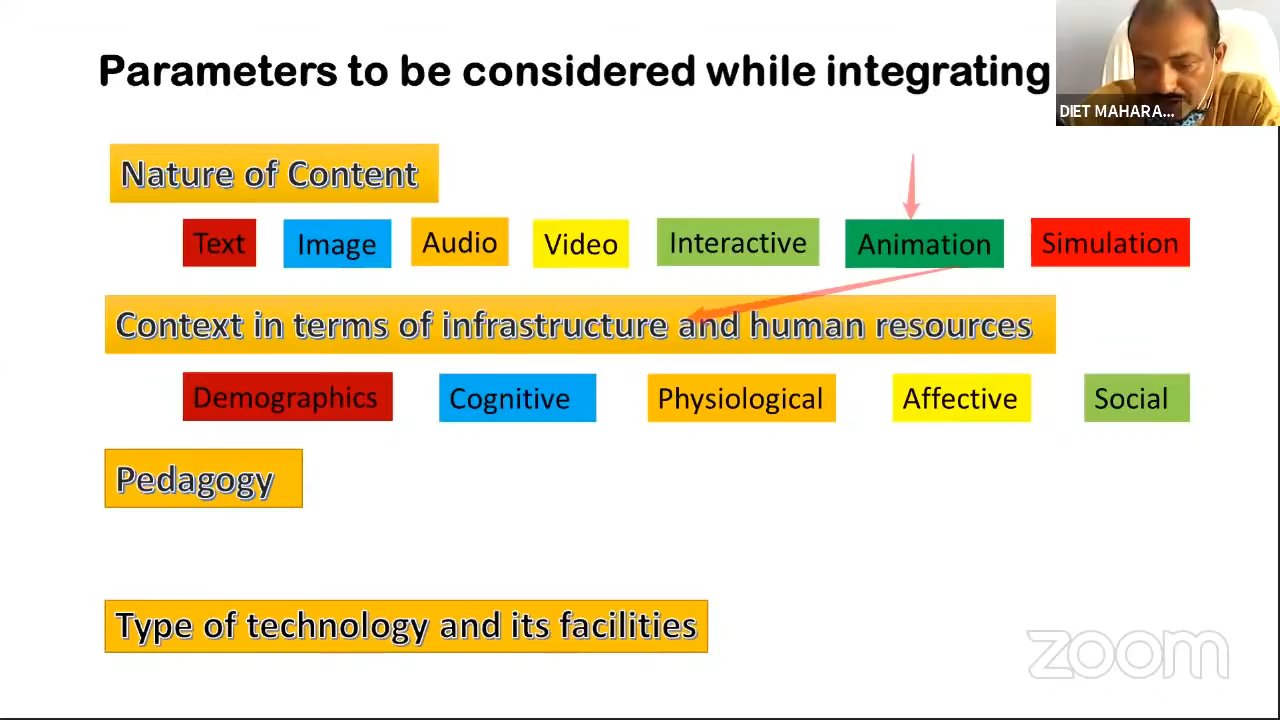 Parameters to be considered while integrating
DIET MAHARA...
Nature of Content
Text Image Audio Video Interactive Animation Simulation
Context in terms of infrastructure and human resources
Demographics Cognitive Physiological Affective Social
Pedagogy
Type of technology and its facilities
zoom